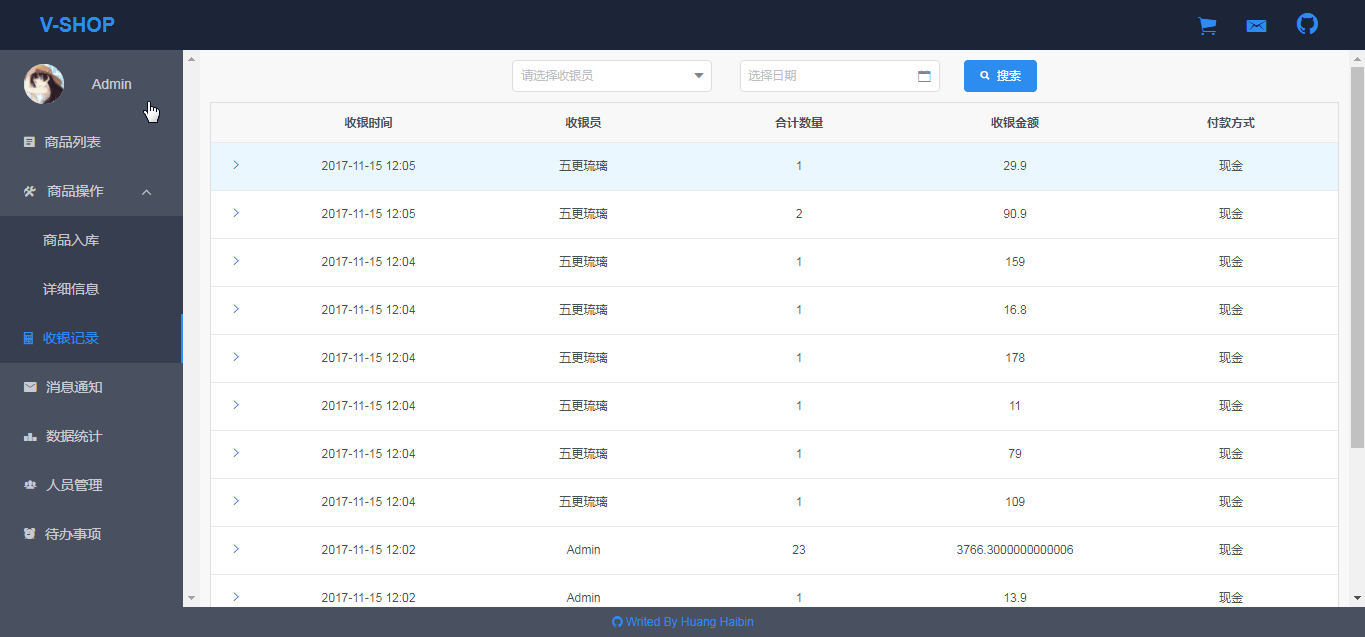 V-SHOP
Admin
商品列表
商品操作
商品入库
详细信息
收银记录
消息通知
数据统计
人员管理
待办事项
请选择收银员 选择日期 搜索
收银时间 收银员 合计数量 收银金额 付款方式
2017-11-15 12:05 五更琉璃 1 29.9 现金
2017-11-15 12:05 五更琉璃 2 90.9 现金
2017-11-15 12:04 五更琉璃 1 159 现金
2017-11-15 12:04 五更琉璃 1 16.8 现金
2017-11-15 12:04 五更琉璃 1 178 现金
2017-11-15 12:04 五更琉璃 1 11 现金
2017-11-15 12:04 五更琉璃 1 79 现金
2017-11-15 12:04 五更琉璃 1 109 现金
2017-11-15 12:02 Admin 23 3766.3000000000006 现金
2017-11-15 12:02 Admin 1 13.9 现金
Writed By Huang Haibin